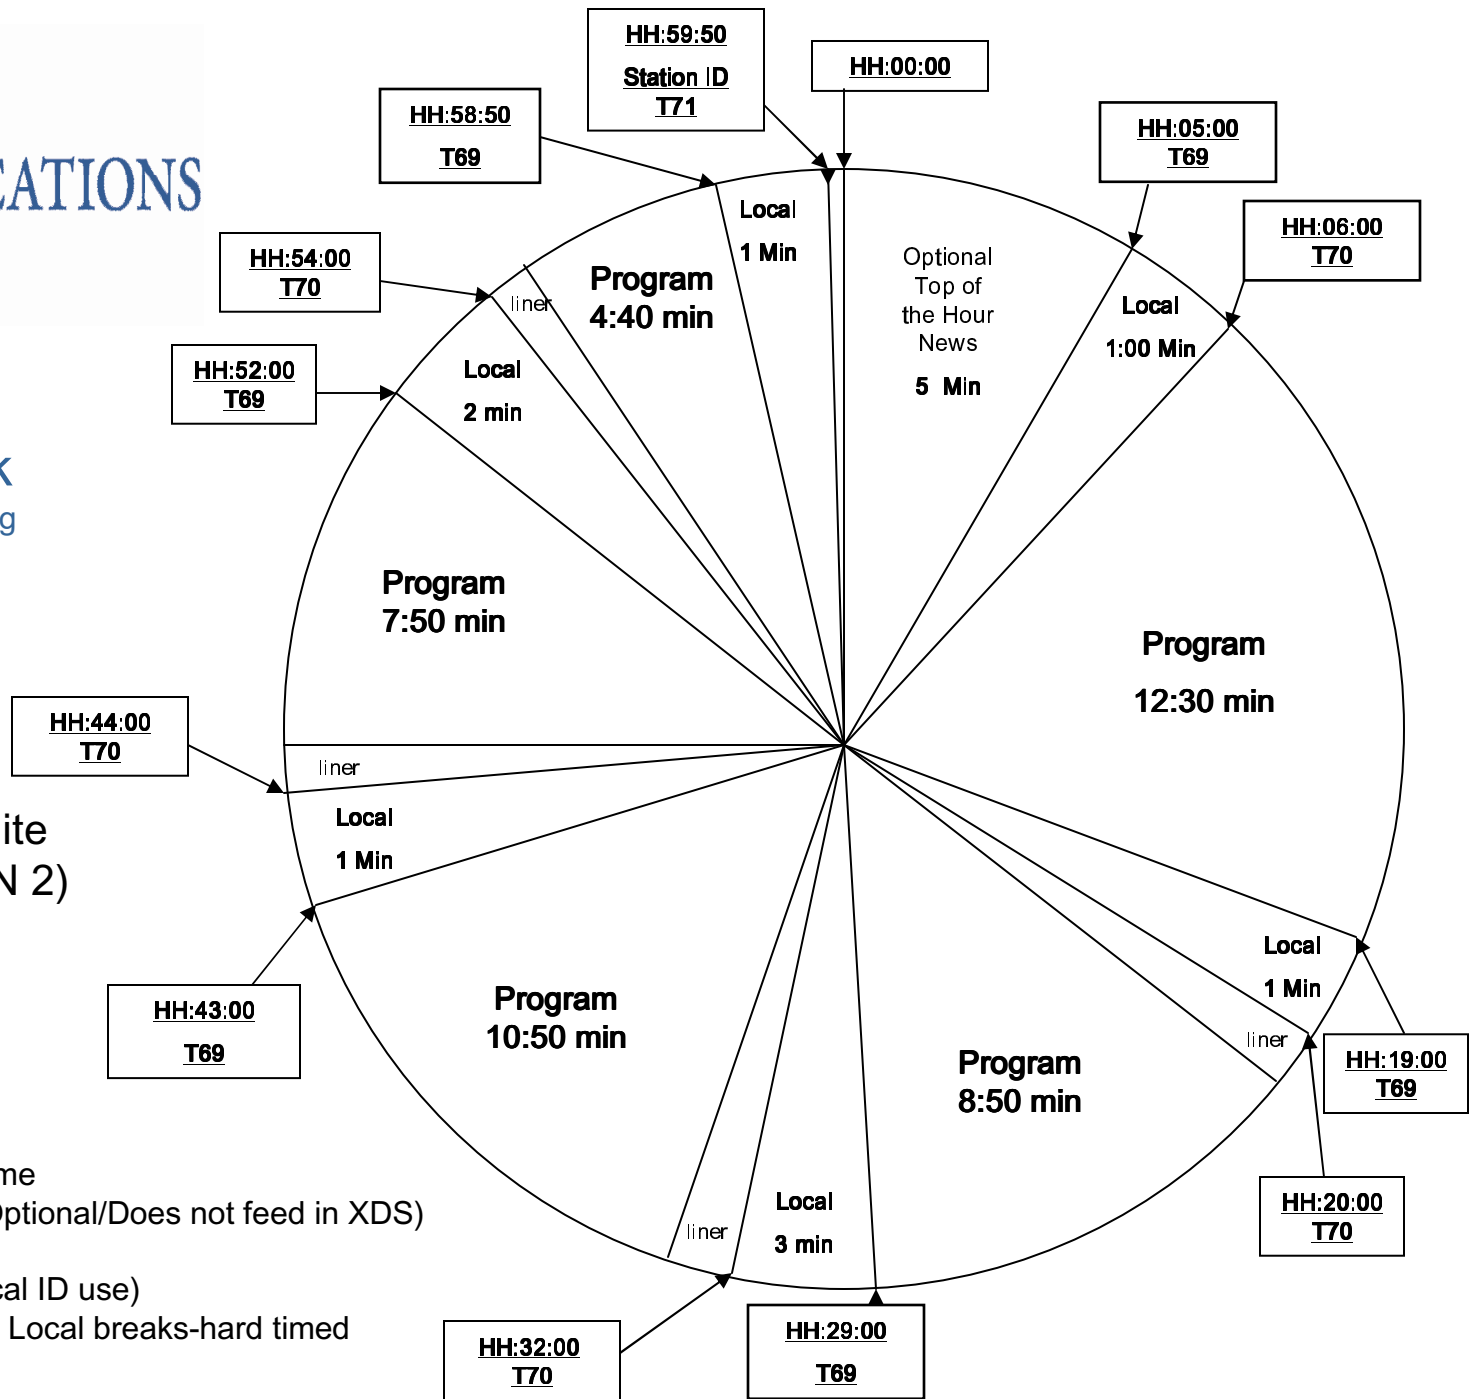 HH:59:50
Station ID
T71
HH:00:00
HH:58:50
T69
HH:05:00
T69
HH:06:00
T70
HH:54:00
T70
HH:52:00
T69
CATIONS
k
g
Local
1 Min
Optional
Top of
the Hour
News
5 Min
Local
1:00 Min
Program
4:40 min
liner
Local
2 min
Program
7:50 min
Program
12:30 min
HH:44:00
T70
liner
Local
1 Min
ite
N 2)
HH:43:00
T69
Program
10:50 min
Program
8:50 min
Local
1 Min
liner
HH:19:00
T69
HH:20:00
T70
liner
Local
3 min
me
Optional/Does not feed in XDS)
cal ID use)
Local breaks-hard timed
HH:32:00
T70
HH:29:00
T69